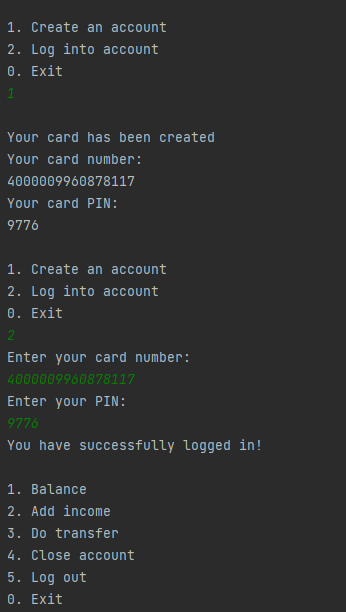 1. Create an account
2. Log into account
0. Exit
1
Your card has been created
Your card number:
4000009960878117
Your card PIN:
9776
1. Create an account
2. Log into account
0. Exit
2
Enter your card number:
4000009960878117
Enter your PIN:
9776
You have successfully logged in!
1. Balance
2. Add income
3. Do transfer
4. Close account
5. Log out
0. Exit